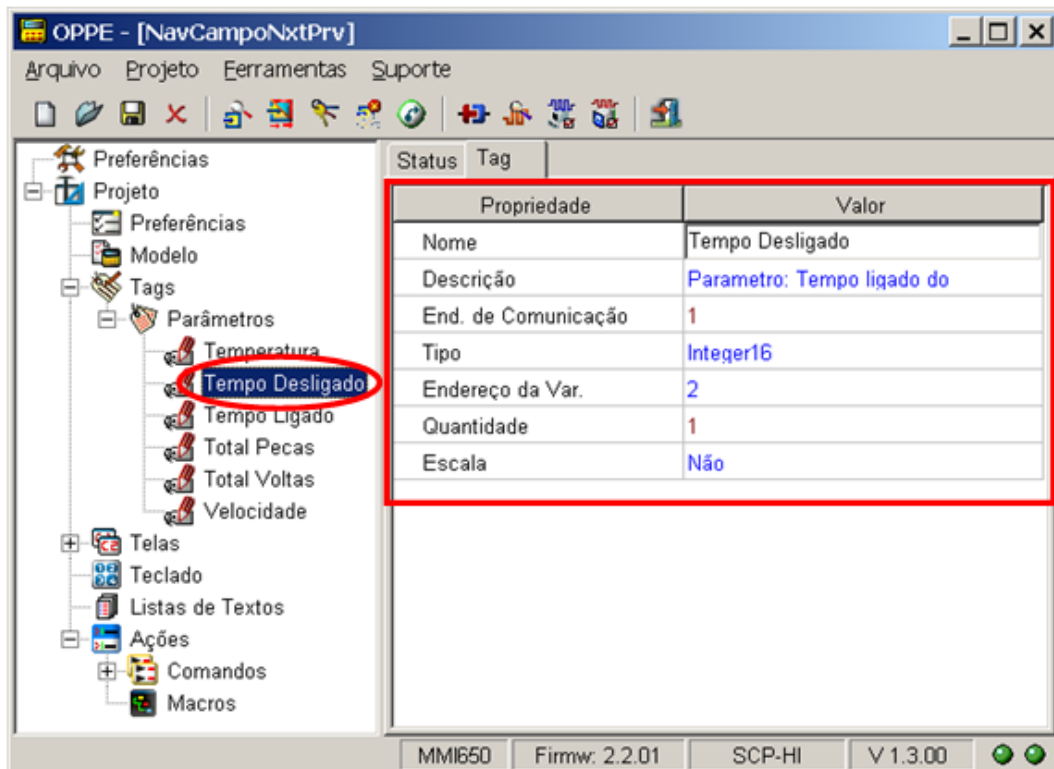 OPPE - [NavCampoNxtPrv]
Arquivo Projeto Ferramentas Suporte
Preferências
Projeto
Preferências
Modelo
Tags
Parâmetros
Temperatura
Tempo Desligado
Tempo Ligado
Total Pecas
Total Voltas
Velocidade
Telas
Teclado
Listas de Textos
Ações
Comandos
Macros
Status Tag
Propriedade Valor
Nome Tempo Desligado
Descrição Parametro: Tempo ligado do
End. de Comunicação 1
Tipo Integer16
Endereço da Var. 2
Quantidade 1
Escala Não
MMI650 Firmw: 2.2.01 SCP-HI V 1.3.00